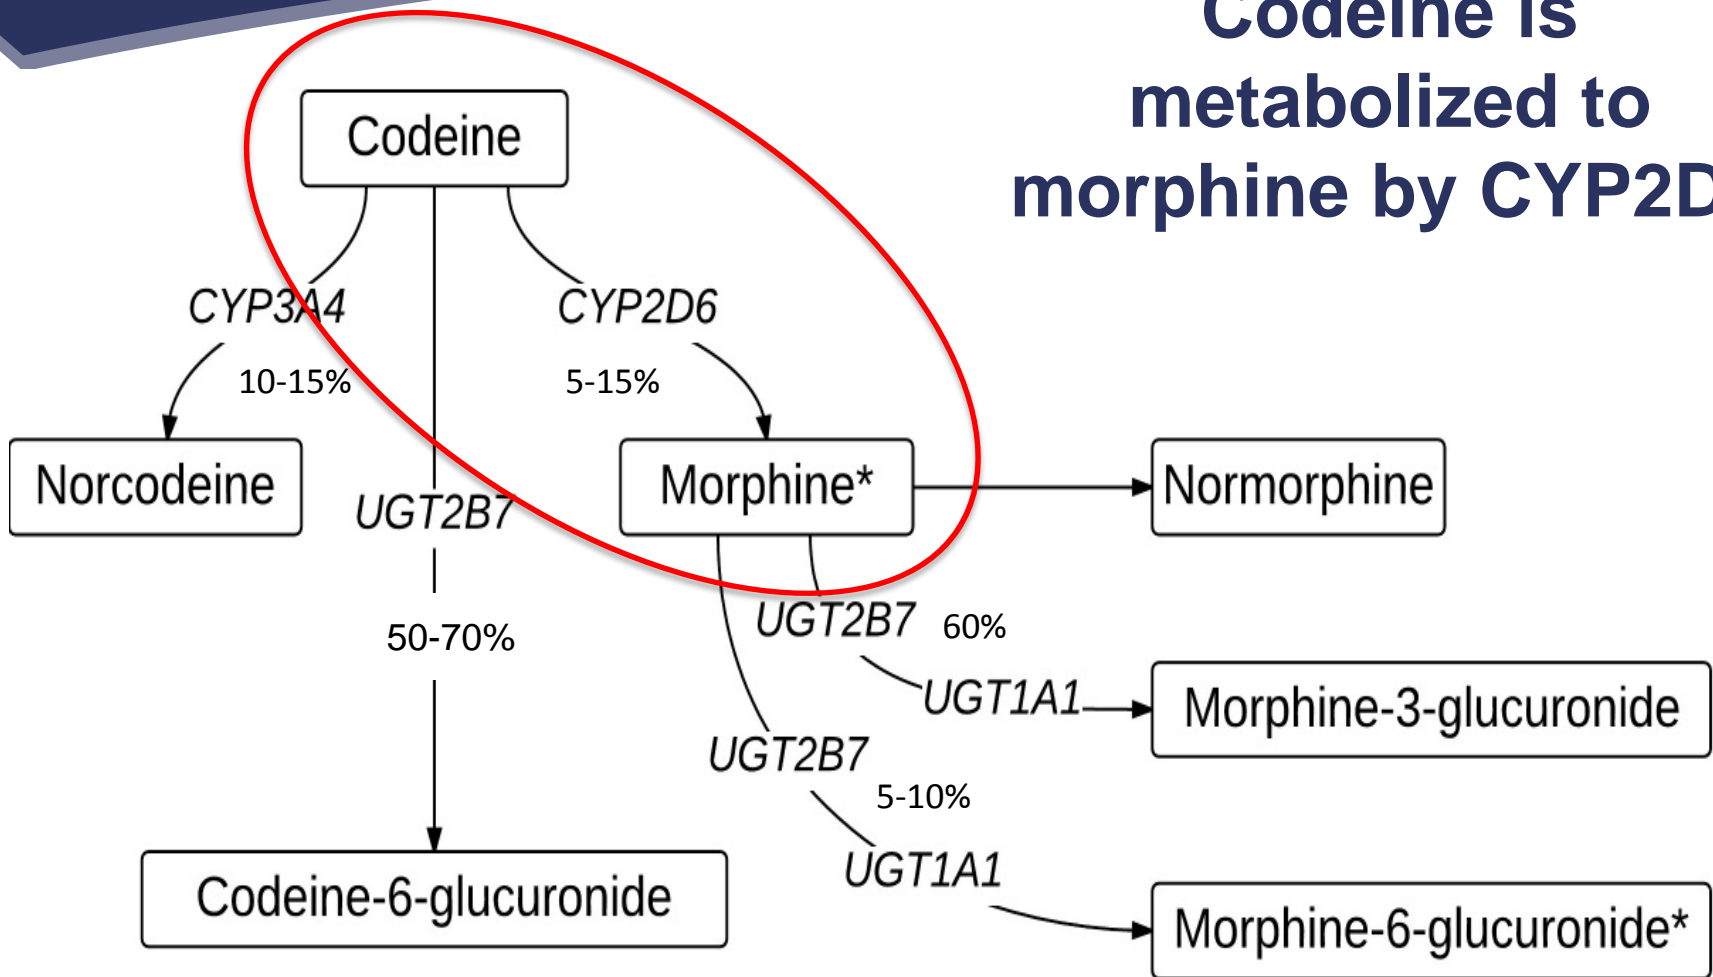 Codeine is
metabolized to
morphine by CYP2D
Codeine
CYP3A4
CYP2D6
10-15%
5-15%
Norcodeine
UGT2B7
Morphine*
Normorphine
50-70%
UGT2B7
60%
UGT1A1
Morphine-3-glucuronide
UGT2B7
5-10%
UGT1A1
Codeine-6-glucuronide
Morphine-6-glucuronide*